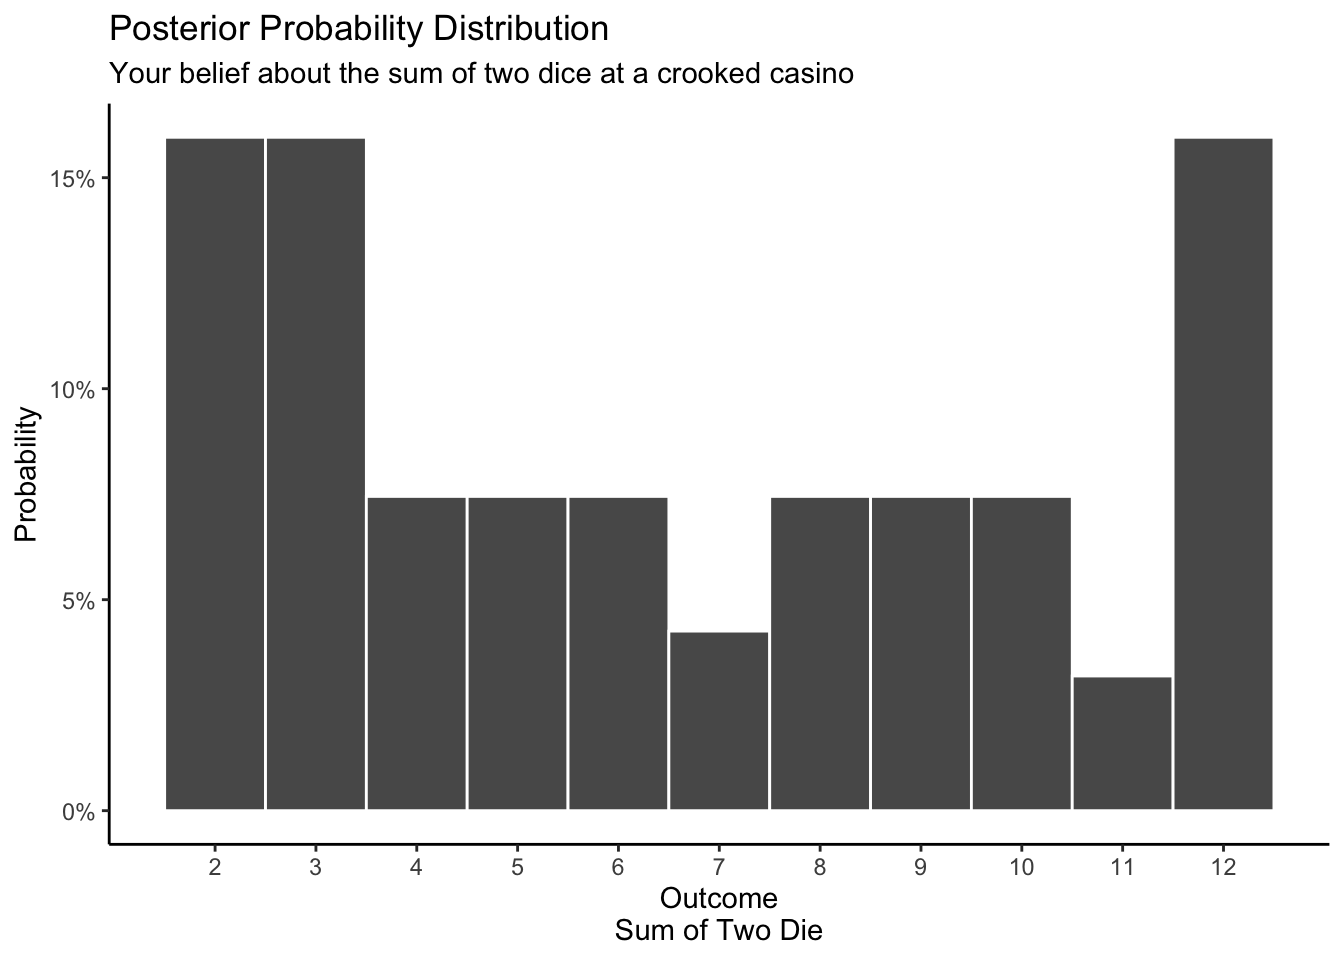 Posterior Probability Distribution
Your belief about the sum of two dice at a crooked casino
Probability
15%
10%
5%
0%
2 3 4 5 6 7 8 9 10 11 12
Outcome
Sum of Two Die